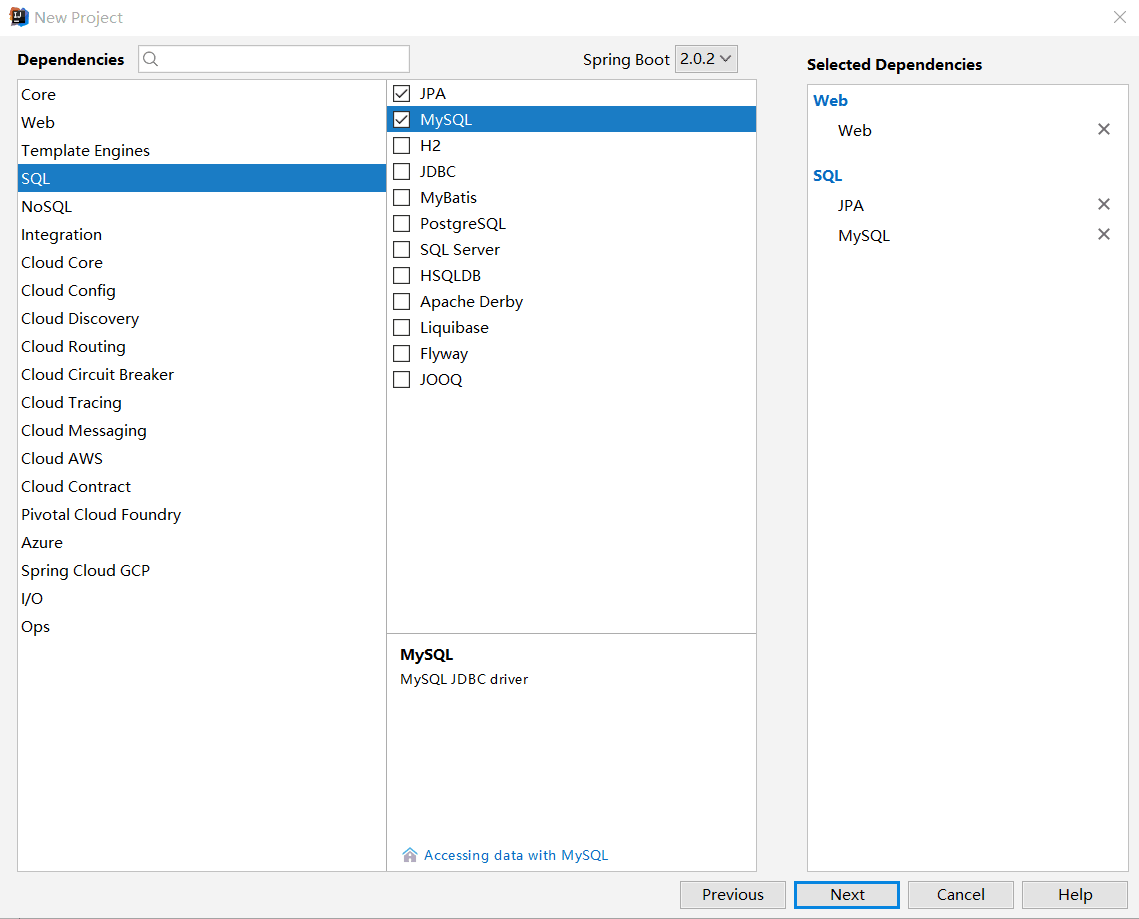 New Project
Dependencies
Spring Boot 2.0.2
Core
Web
Template Engines
SQL
NoSQL
Integration
Cloud Core
Cloud Config
Cloud Discovery
Cloud Routing
Cloud Circuit Breaker
Cloud Tracing
Cloud Messaging
Cloud AWS
Cloud Contract
Pivotal Cloud Foundry
Azure
Spring Cloud GCP
I/O
Ops
JPA
MySQL
H2
JDBC
MyBatis
PostgreSQL
SQL Server
HSQLDB
Apache Derby
Liquibase
Flyway
JOOQ
MySQL
MySQL JDBC driver
Accessing data with MySQL
Selected Dependencies
Web
Web
SQL
JPA
MySQL
Previous
Next
Cancel
Help